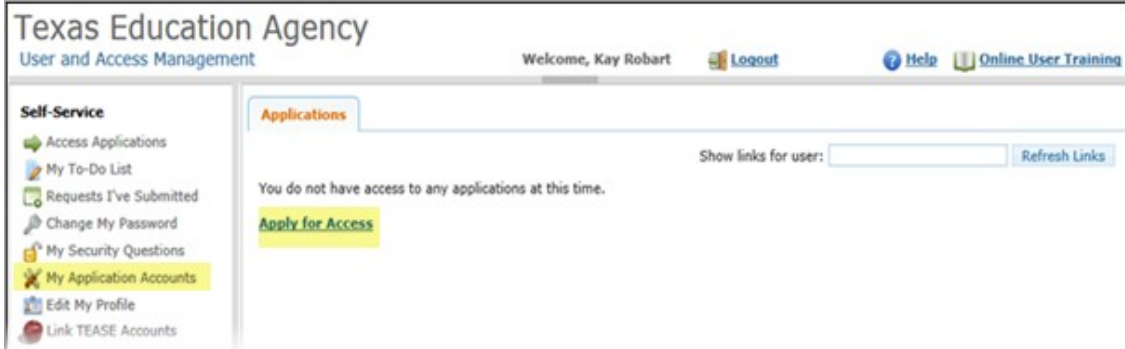 Texas Education Agency
User and Access Management
Welcome, Kay Robart
Logout
Help
Online User Training
Self-Service
Access Applications
My To-Do List
Requests I've Submitted
Change My Password
My Security Questions
My Application Accounts
Edit My Profile
Link TEASE Accounts
Applications
Show links for user:
Refresh Links
You do not have access to any applications at this time.
Apply for Access